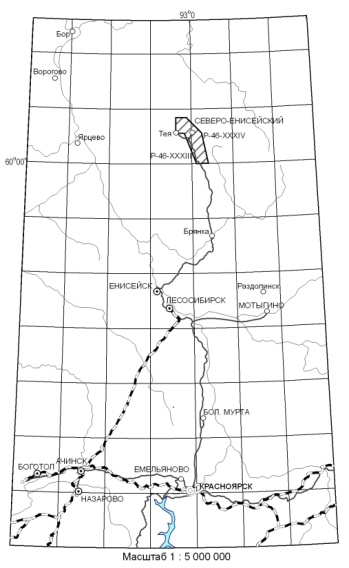 93°0'
Бор
Ворогово
СЕВЕРО-ЕНИСЕЙСКИЙ
Тея
P-46-XXXIV
Ярцево
P-46-XXXIII
60°00'
Брянка
ЕНИСЕЙСК
Раздолинск
ЛЕСОСИБИРСК
МОТЫГИНО
БОЛ. МУРТА
БОГОТОЛ
АЧИНСК
ЕМЕЛЬЯНОВО
КРАСНОЯРСК
НАЗАРОВО
Масштаб 1 : 5 000 000